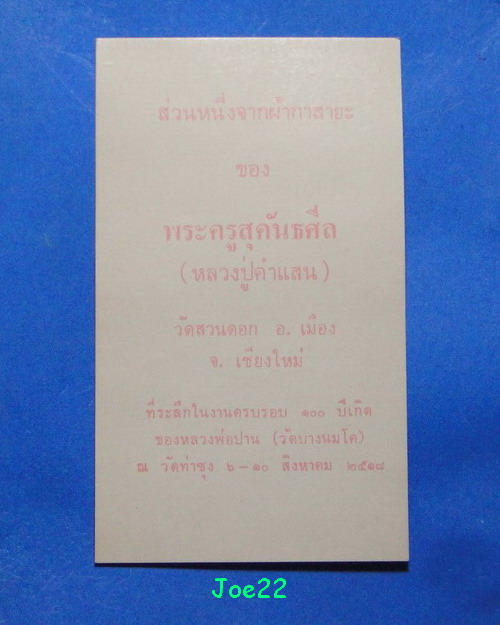 ส่วนหนึ่งจากผ้ากาสายะ
ของ
พระครูสุคันธศีล
(หลวงปู่คำแสน)
วัดสวนดอก อ. เมือง
จ. เชียงใหม่
ที่ระลึกในงานครบรอบ ๑๐๐ ปีเกิด
ของหลวงพ่อปาน (วัดบางนมโค)
ณ วัดท่าซุง ๖ – ๑๐ สิงหาคม ๒๕๑๘
Joe22